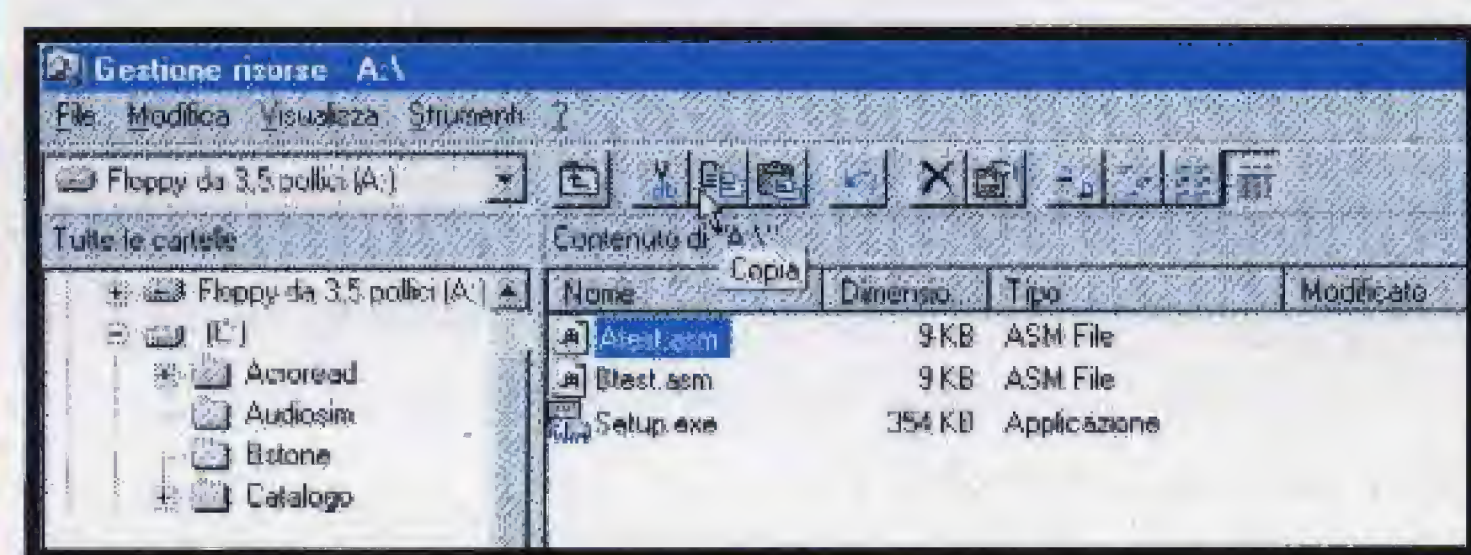 Gestione risorse A:\
File Modifica Visualizza Strumenti ?
Floppy da 3,5 pollici (A:)
Tutte le cartelle
Contenuto di "A:\"
Copia
Nome Dimensio... Tipo Modificato
Floppy da 3,5 pollici (A:)
Acroread
Audiosim
Bstone
Catalogo
Atest.asm 9 KB ASM File
Btest.asm 9 KB ASM File
Setup.exe 354 KB Applicazione